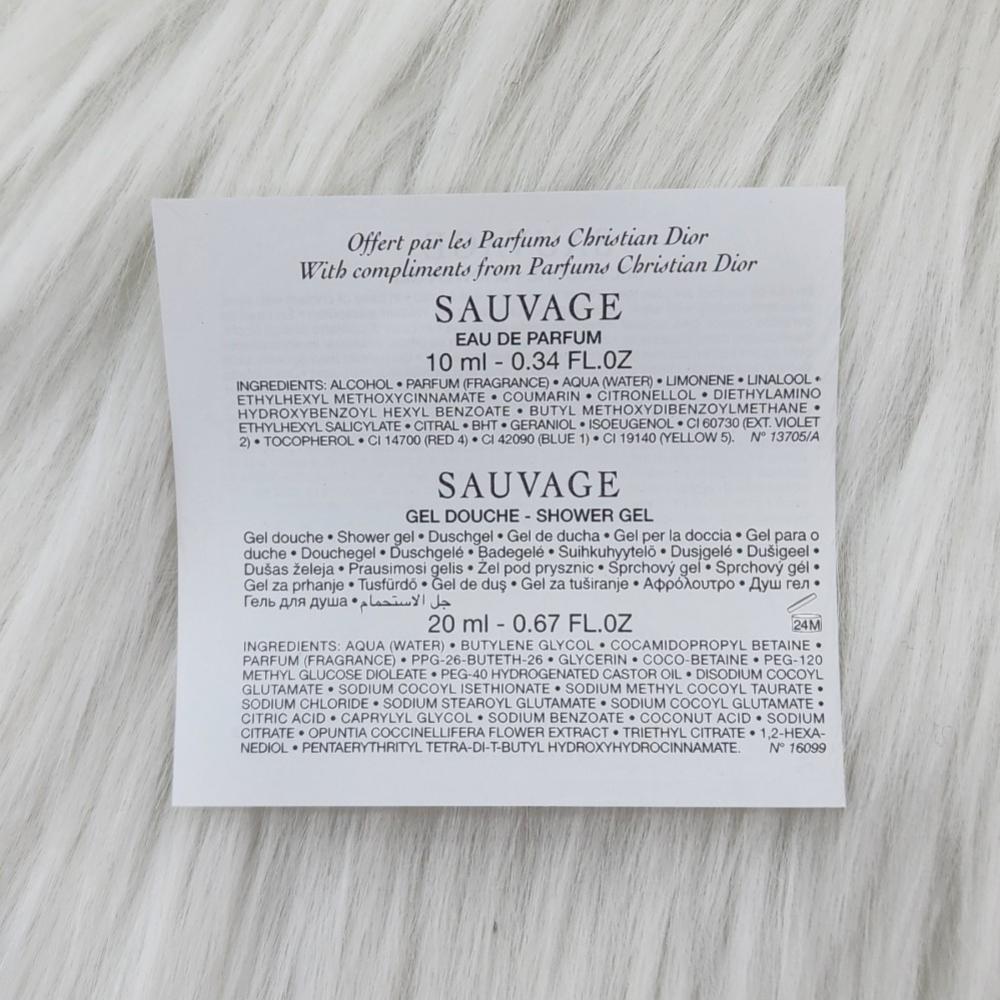 Offert par les Parfums Christian Dior
With compliments from Parfums Christian Dior
SAUVAGE
EAU DE PARFUM
10 ml - 0.34 FL.OZ
INGREDIENTS: ALCOHOL • PARFUM (FRAGRANCE) • AQUA (WATER) • LIMONENE • LINALOOL •
ETHYLHEXYL METHOXYCINNAMATE • COUMARIN • CITRONELLOL • DIETHYLAMINO
HYDROXYBENZOYL HEXYL BENZOATE • BUTYL METHOXYDIBENZOYLMETHANE •
ETHYLHEXYL SALICYLATE • CITRAL • BHT • GERANIOL • ISOEUGENOL • CI 60730 (EXT. VIOLET
2) • TOCOPHEROL • CI 14700 (RED 4) • CI 42090 (BLUE 1) • CI 19140 (YELLOW 5). N° 13705/A
SAUVAGE
GEL DOUCHE - SHOWER GEL
Gel douche • Shower gel • Duschgel • Gel de ducha • Gel per la doccia • Gel para o
duche • Douchegel • Duschgelé • Badegelé • Suihkuhyytelö • Dusjgelé • Dušigeel •
Dušas želeja • Prausimosi gelis • Żel pod prysznic • Sprchový gel • Sprchový gél •
Gel za prhanje • Tusfürdő • Gel de duş • Gel za tuširanje • Αφρόλουτρο • Душ гел •
Гель для душа • جل الاستحمام
20 ml - 0.67 FL.OZ
24M
INGREDIENTS: AQUA (WATER) • BUTYLENE GLYCOL • COCAMIDOPROPYL BETAINE •
PARFUM (FRAGRANCE) • PPG-26-BUTETH-26 • GLYCERIN • COCO-BETAINE • PEG-120
METHYL GLUCOSE DIOLEATE • PEG-40 HYDROGENATED CASTOR OIL • DISODIUM COCOYL
GLUTAMATE • SODIUM COCOYL ISETHIONATE • SODIUM METHYL COCOYL TAURATE •
SODIUM CHLORIDE • SODIUM STEAROYL GLUTAMATE • SODIUM COCOYL GLUTAMATE •
CITRIC ACID • CAPRYLYL GLYCOL • SODIUM BENZOATE • COCONUT ACID • SODIUM
CITRATE • OPUNTIA COCCINELLIFERA FLOWER EXTRACT • TRIETHYL CITRATE • 1,2-HEXA-
NEDIOL • PENTAERYTHRITYL TETRA-DI-T-BUTYL HYDROXYHYDROCINNAMATE. N° 16099